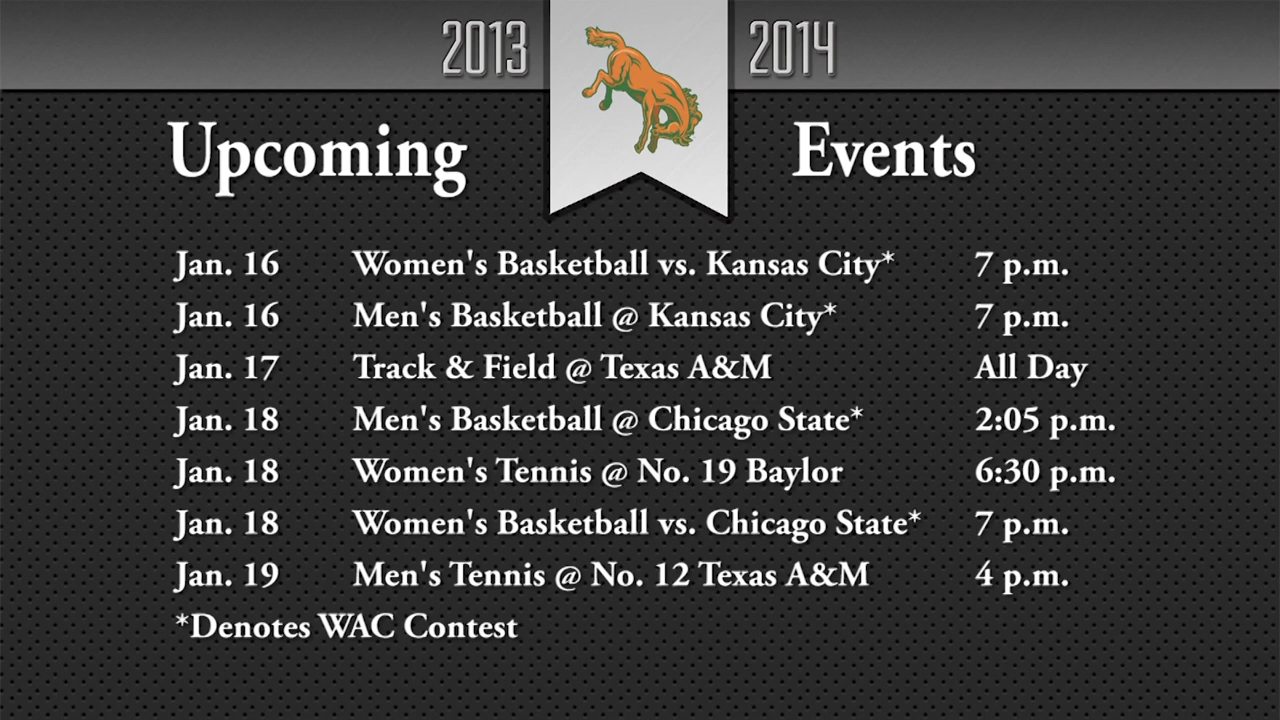 2013 2014
Upcoming Events
Jan. 16 Women's Basketball vs. Kansas City* 7 p.m.
Jan. 16 Men's Basketball @ Kansas City* 7 p.m.
Jan. 17 Track & Field @ Texas A&M All Day
Jan. 18 Men's Basketball @ Chicago State* 2:05 p.m.
Jan. 18 Women's Tennis @ No. 19 Baylor 6:30 p.m.
Jan. 18 Women's Basketball vs. Chicago State* 7 p.m.
Jan. 19 Men's Tennis @ No. 12 Texas A&M 4 p.m.
*Denotes WAC Contest